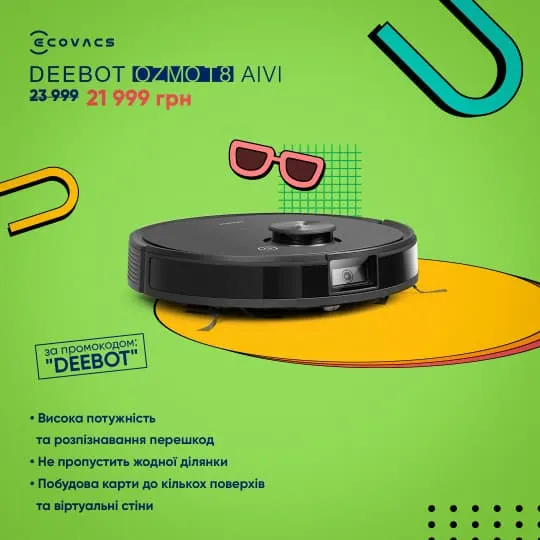 ECOVACS
DEEBOT OZMO T8 AIVI
23 999 21 999 грн
за промокодом:
"DEEBOT"
• Висока потужність
та розпізнавання перешкод
• Не пропустить жодної ділянки
• Побудова карти до кількох поверхів
та віртуальні стіни